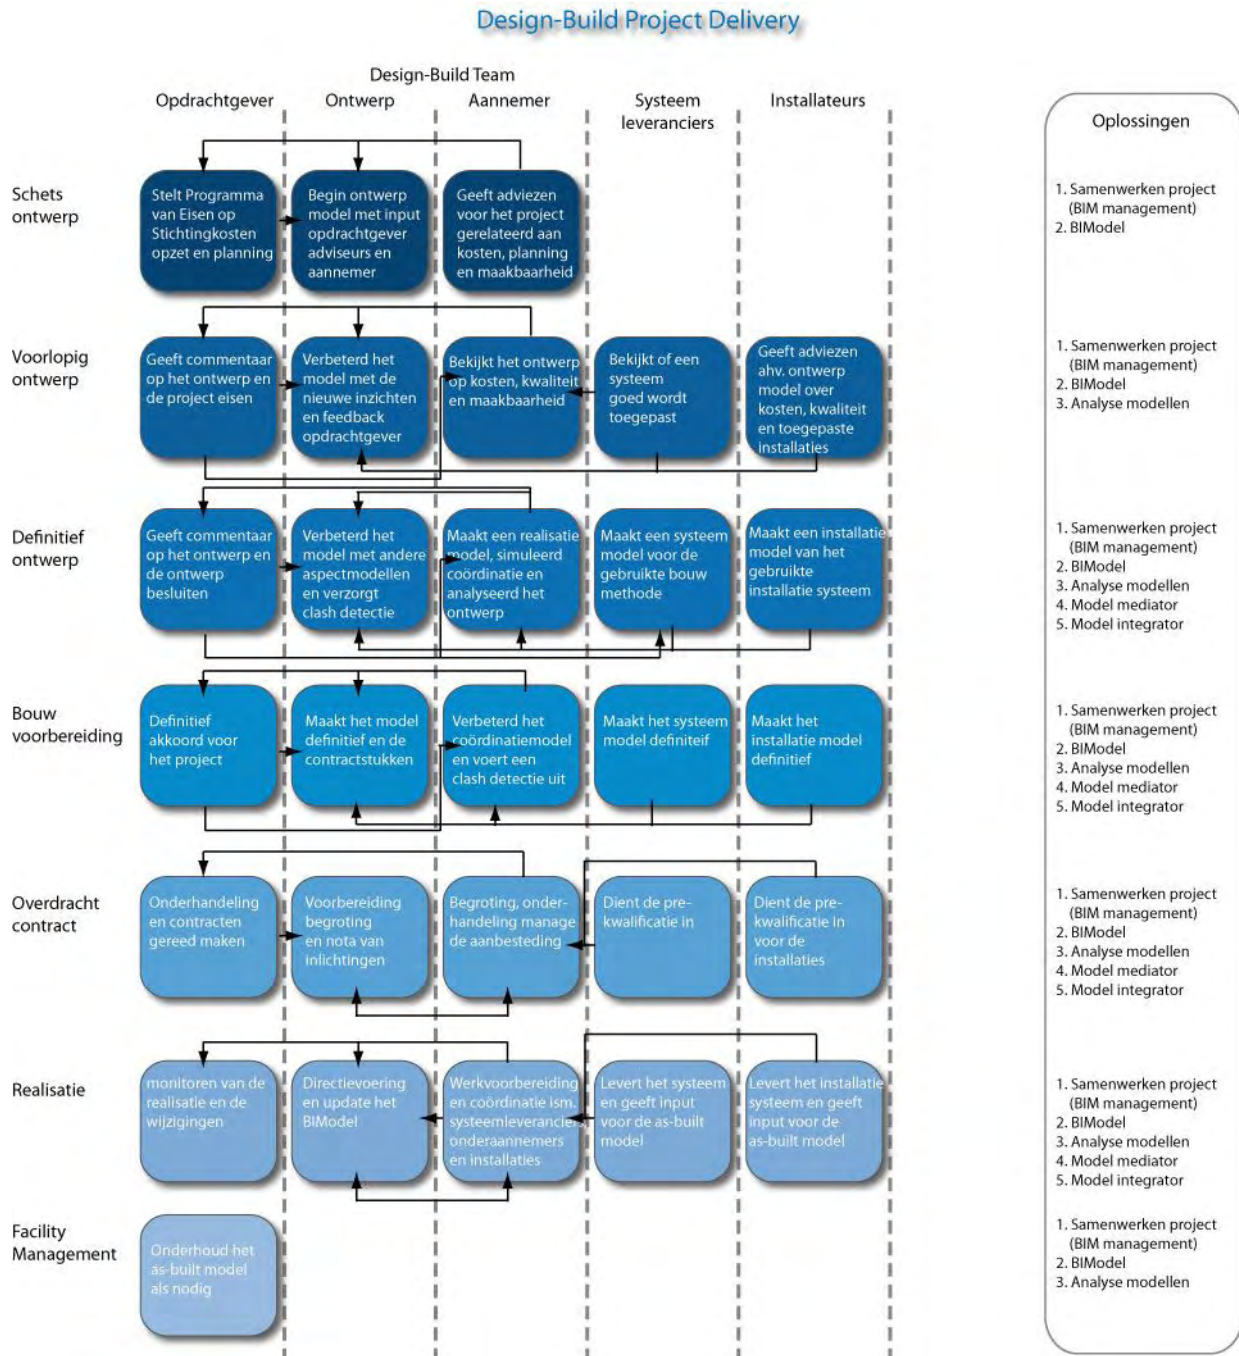 Design-Build Project Delivery
Design-Build Team
Opdrachtgever
Ontwerp
Aannemer
Systeem
leveranciers
Installateurs
Oplossingen
Schets
ontwerp
Stelt Programma
van Eisen op
Stichtingkosten
opzet en planning
Begin ontwerp
model met input
opdrachtgever
adviseurs en
aannemer
Geeft adviezen
voor het project
gerelateerd aan
kosten, planning
en maakbaarheid
1. Samenwerken project
(BIM management)
2. BIModel
Voorlopig
ontwerp
Geeft commentaar
op het ontwerp en
de project eisen
Verbeterd het
model met de
nieuwe inzichten
en feedback
opdrachtgever
Bekijkt het ontwerp
op kosten, kwaliteit
en maakbaarheid
Bekijkt of een
systeem
goed wordt
toegepast
Geeft adviezen
ahv. ontwerp
model over
kosten, kwaliteit
en toegepaste
installaties
1. Samenwerken project
(BIM management)
2. BIModel
3. Analyse modellen
Definitief
ontwerp
Geeft commentaar
op het ontwerp en
de ontwerp
besluiten
Verbeterd het
model met andere
aspectmodellen
en verzorgt
clash detectie
Maakt een realisatie
model, simuleerd
coördinatie en
analyseerd het
ontwerp
Maakt een systeem
model voor de
gebruikte bouw
methode
Maakt een installatie
model van het
gebruikte
installatie systeem
1. Samenwerken project
(BIM management)
2. BIModel
3. Analyse modellen
4. Model mediator
5. Model integrator
Bouw
voorbereiding
Definitief
akkoord voor
het project
Maakt het model
definitief en de
contractstukken
Verbeterd het
coördinatiemodel
en voert een
clash detectie uit
Maakt het systeem
model definiteif
Maakt het
installatie model
definitief
1. Samenwerken project
(BIM management)
2. BIModel
3. Analyse modellen
4. Model mediator
5. Model integrator
Overdracht
contract
Onderhandeling
en contracten
gereed maken
Voorbereiding
begroting
en nota van
inlichtingen
Begroting, onder-
handeling manage
de aanbesteding
Dient de pre-
kwalificatie in
Dient de pre-
kwalificatie in
voor de
installaties
1. Samenwerken project
(BIM management)
2. BIModel
3. Analyse modellen
4. Model mediator
5. Model integrator
Realisatie
monitoren van de
realisatie en de
wijzigingen
Directievoering
en update het
BIModel
Werkvoorbereiding
en coördinatie ism.
systeemleveranciers,
onderaannemers
en installaties
Levert het systeem
en geeft input
voor de as-built
model
Levert het installatie
systeem en geeft
input voor de
as-built model
1. Samenwerken project
(BIM management)
2. BIModel
3. Analyse modellen
4. Model mediator
5. Model integrator
Facility
Management
Onderhoud het
as-built model
als nodig
1. Samenwerken project
(BIM management)
2. BIModel
3. Analyse modellen